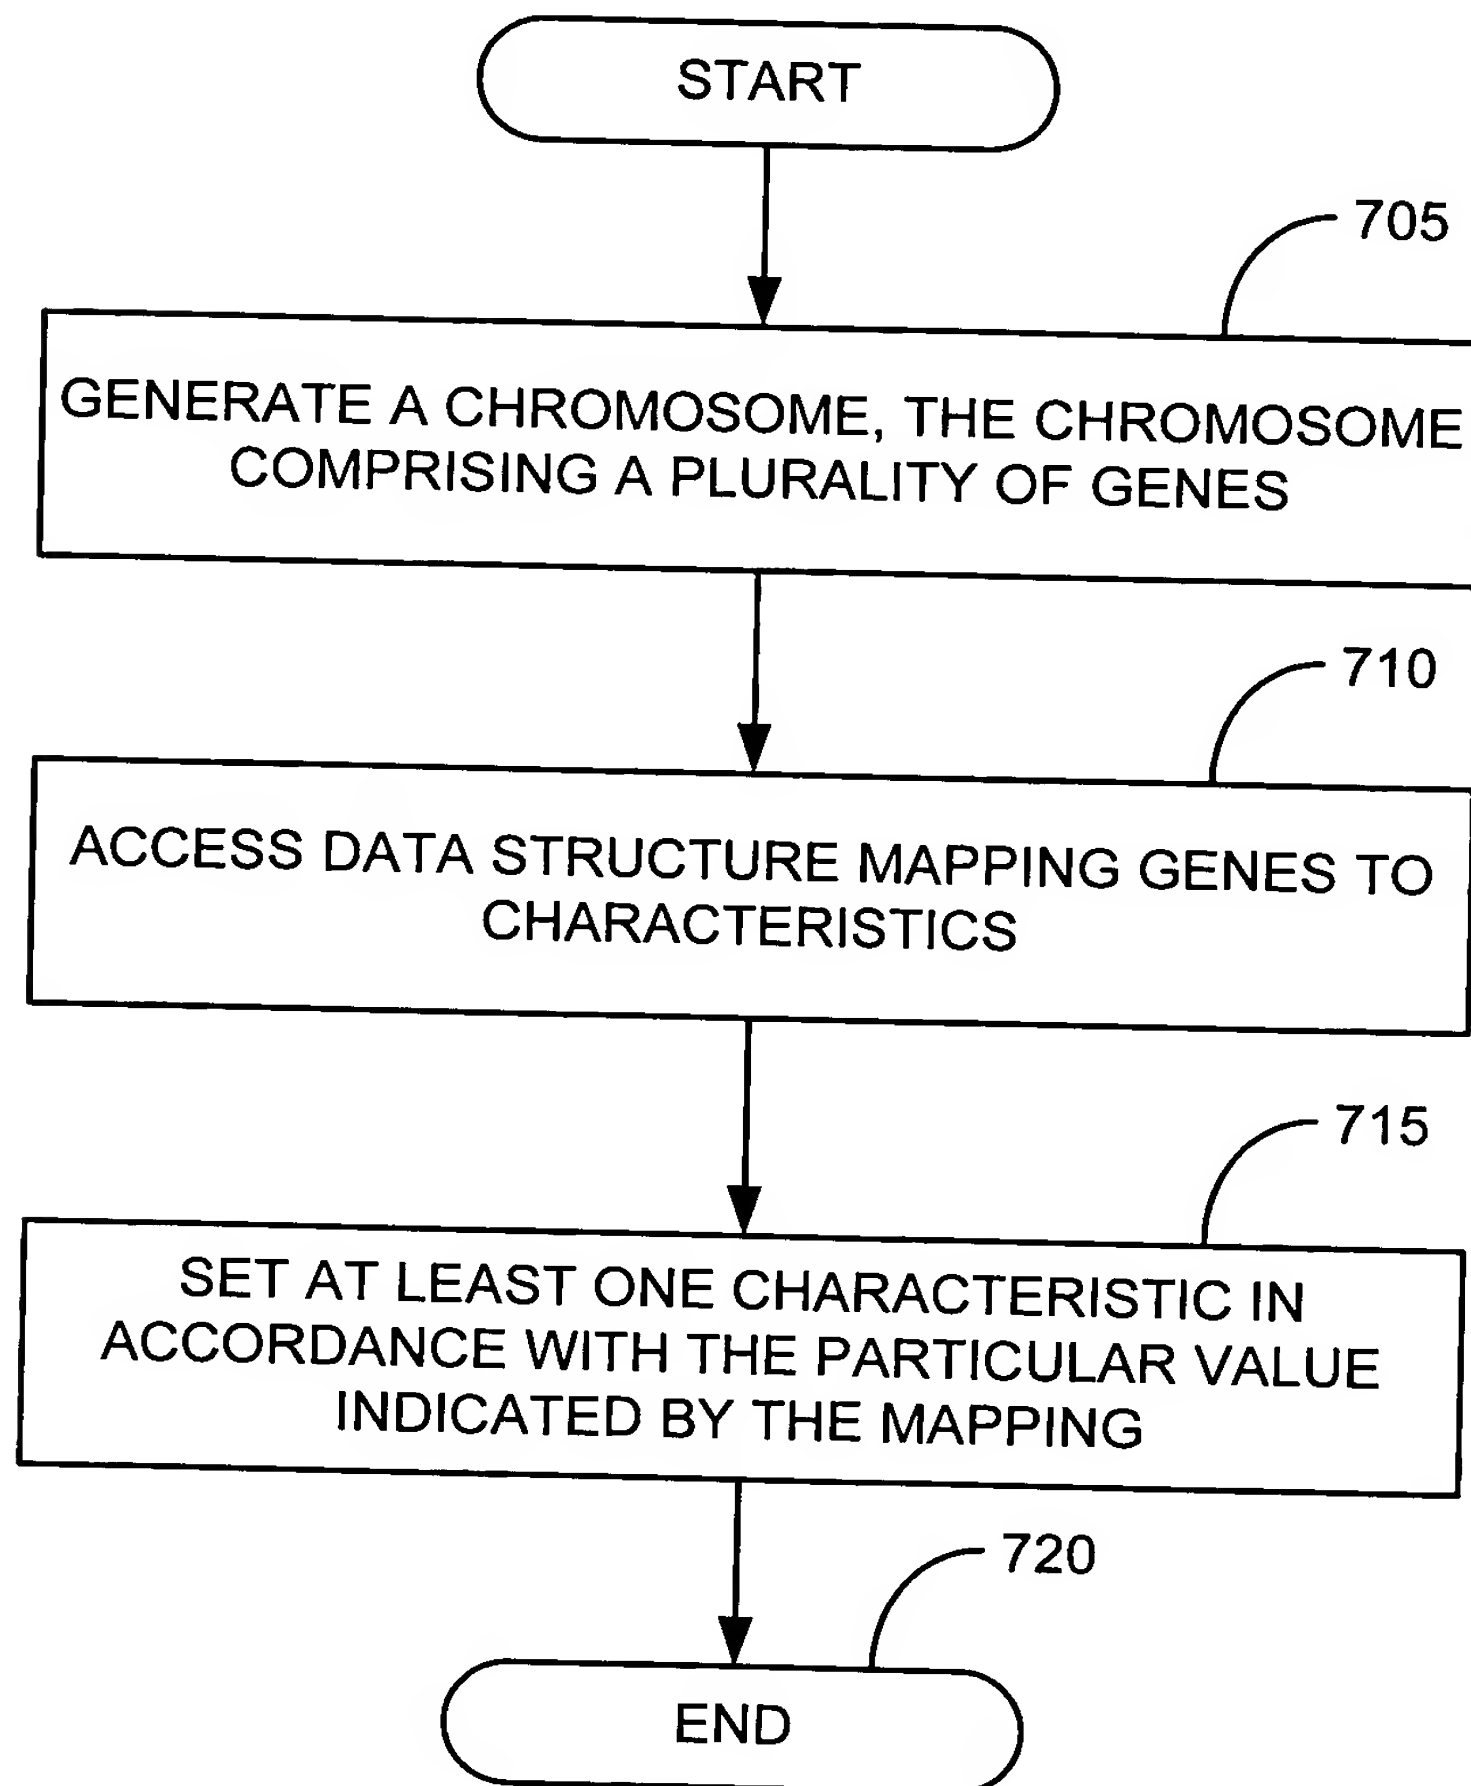 START
705
GENERATE A CHROMOSOME, THE CHROMOSOME
COMPRISING A PLURALITY OF GENES
710
ACCESS DATA STRUCTURE MAPPING GENES TO
CHARACTERISTICS
715
SET AT LEAST ONE CHARACTERISTIC IN
ACCORDANCE WITH THE PARTICULAR VALUE
INDICATED BY THE MAPPING
720
END